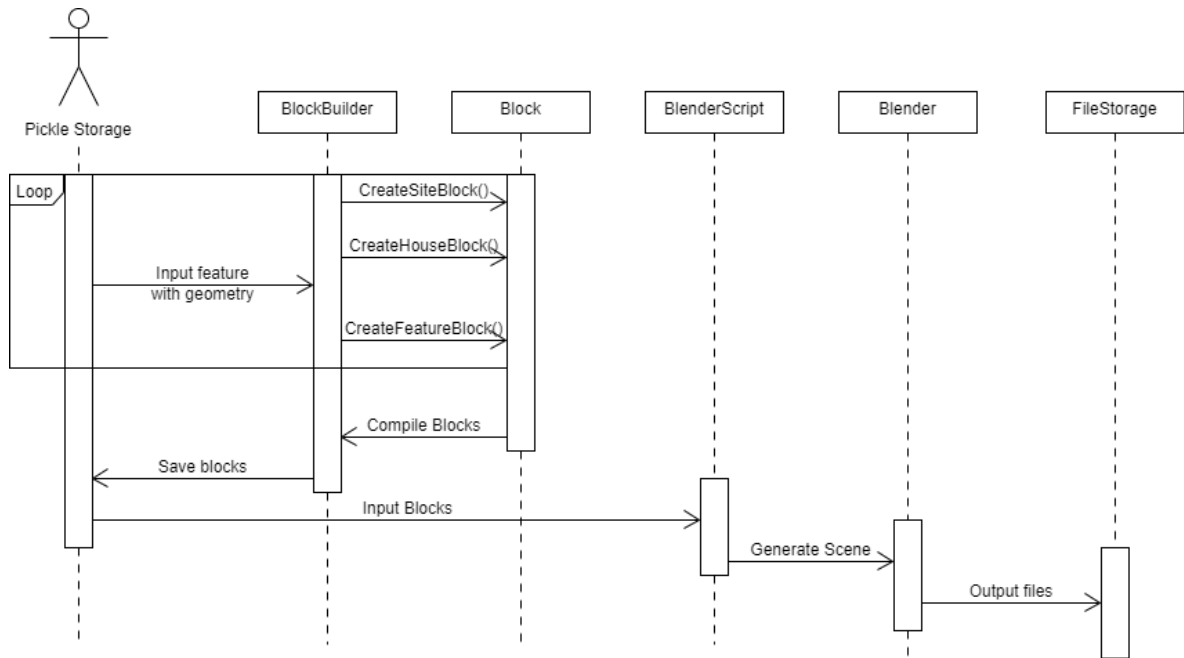 Pickle Storage
BlockBuilder
Block
BlenderScript
Blender
FileStorage
Loop
CreateSiteBlock()
CreateHouseBlock()
Input feature
with geometry
CreateFeatureBlock()
Compile Blocks
Save blocks
Input Blocks
Generate Scene
Output files